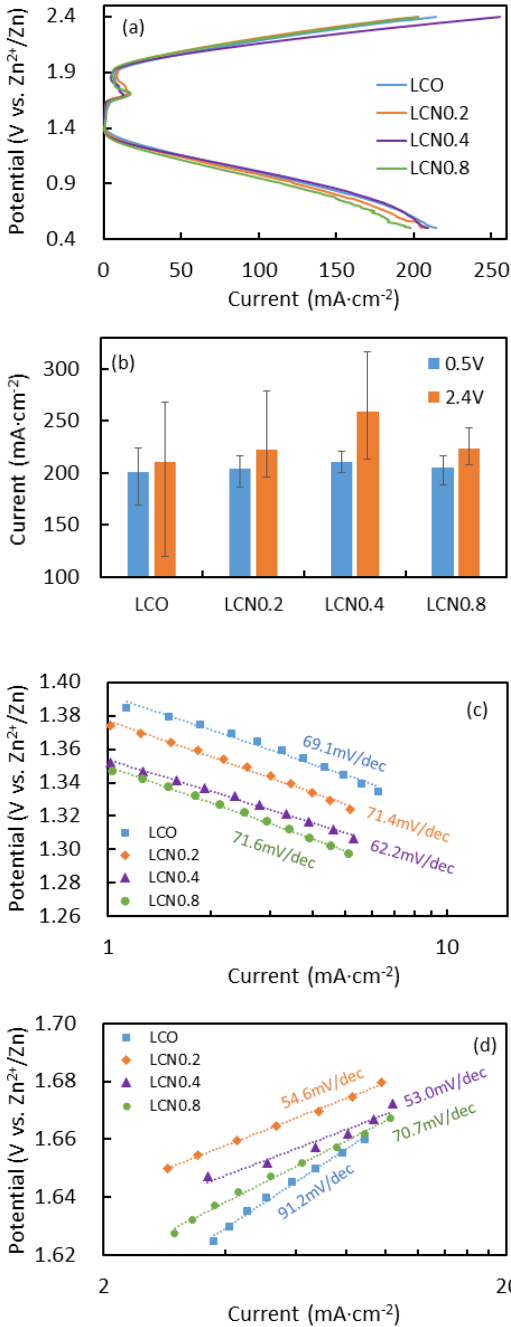 (a)
Potential (V vs. Zn²⁺/Zn)
2.4
1.9
1.4
0.9
0.4
LCO
LCN0.2
LCN0.4
LCN0.8
0 50 100 150 200 250
Current (mA·cm⁻²)
(b)
Current (mA·cm⁻²)
300
250
200
150
100
0.5V
2.4V
LCO LCN0.2 LCN0.4 LCN0.8
(c)
Potential (V vs. Zn²⁺/Zn)
1.40
1.38
1.36
1.34
1.32
1.30
1.28
1.26
69.1mV/dec
71.4mV/dec
62.2mV/dec
71.6mV/dec
LCO
LCN0.2
LCN0.4
LCN0.8
1 10
Current (mA·cm⁻²)
(d)
Potential (V vs. Zn²⁺/Zn)
1.70
1.68
1.66
1.64
1.62
LCO
LCN0.2
LCN0.4
LCN0.8
54.6mV/dec
53.0mV/dec
70.7mV/dec
91.2mV/dec
2 20
Current (mA·cm⁻²)